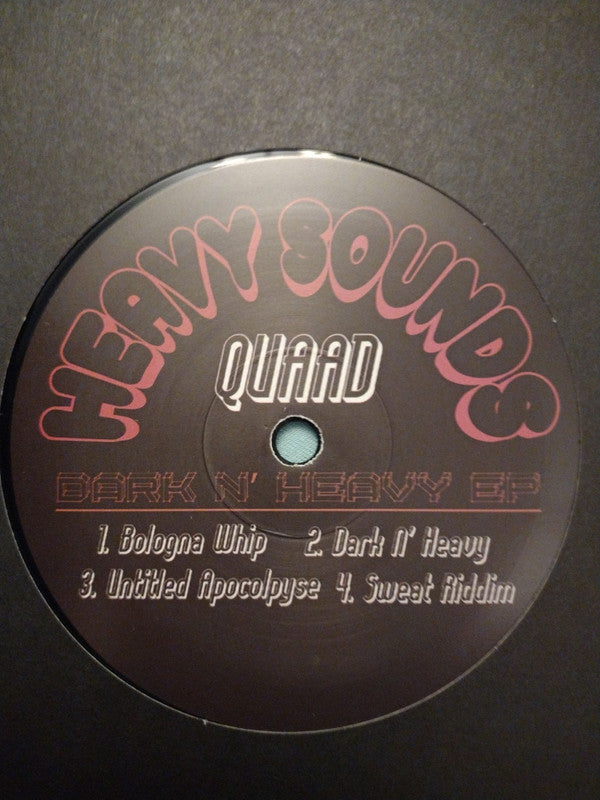 HEAVY SOUNDS
QUAAD
DARK N' HEAVY EP
1. Bologna Whip 2. Dark N' Heavy
3. Untitled Apocolpyse 4. Sweat Riddim